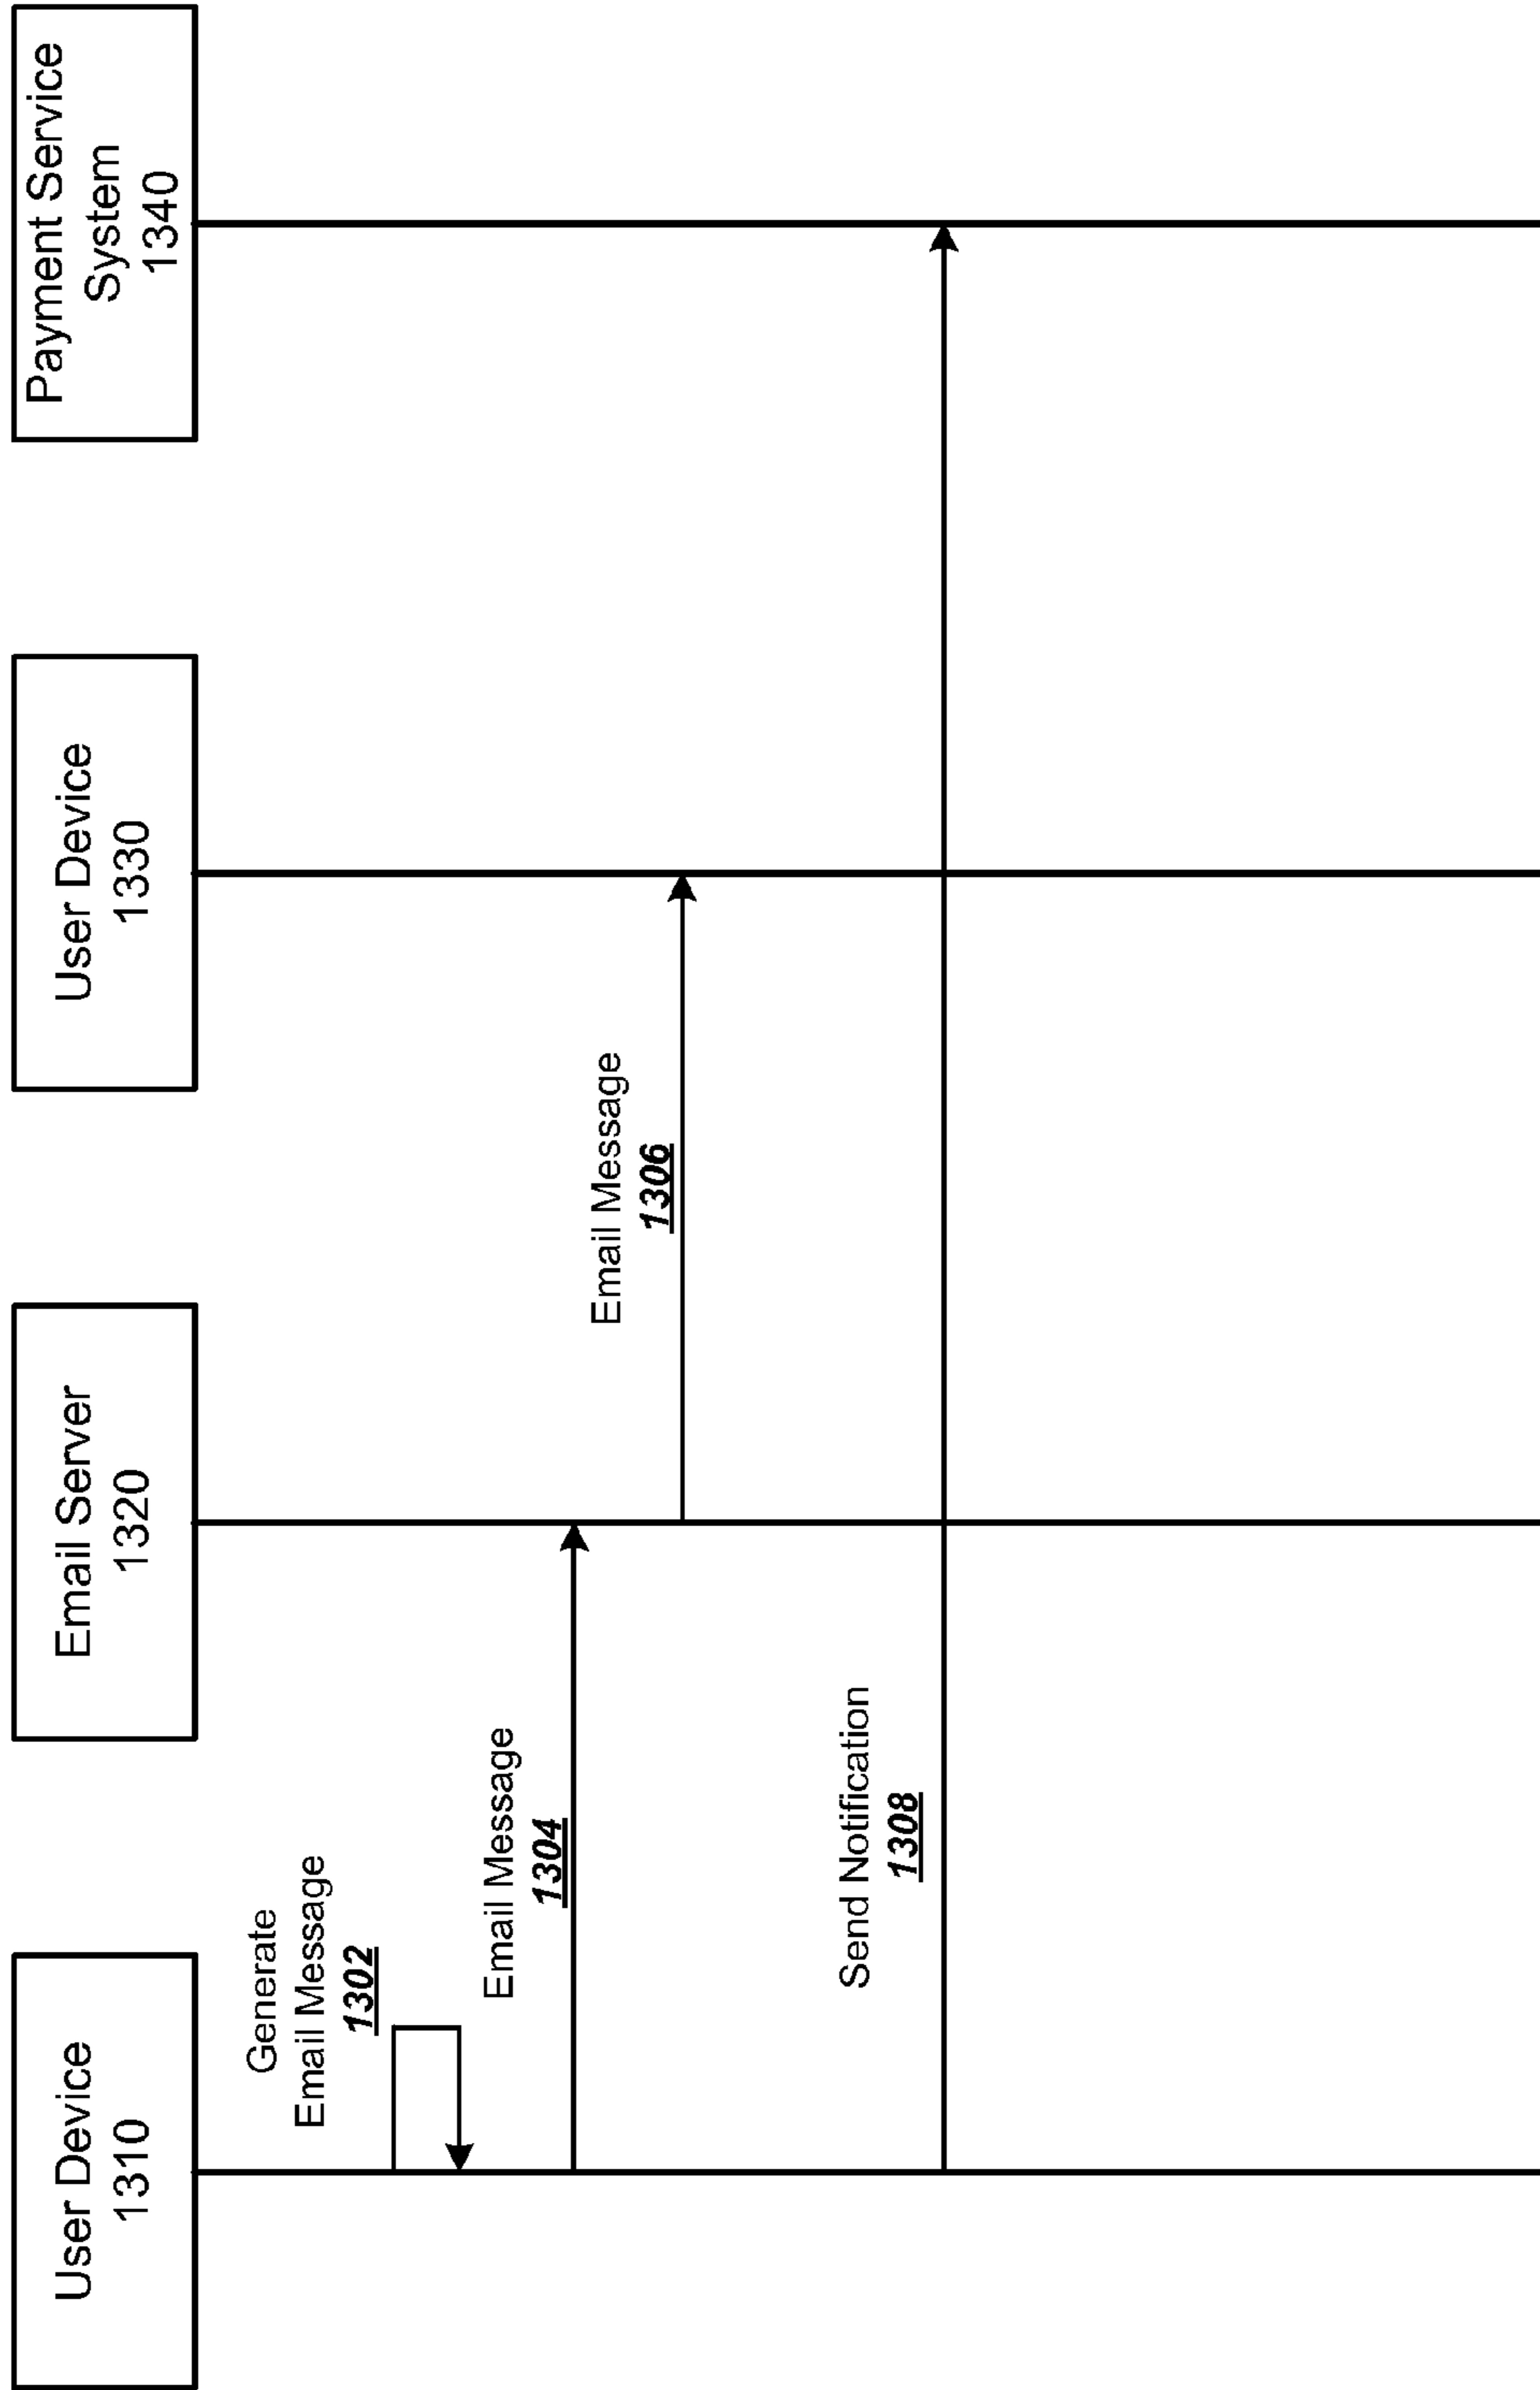 User Device
1310
Email Server
1320
User Device
1330
Payment Service
System
1340
Generate
Email Message
1302
Email Message
1304
Email Message
1306
Send Notification
1308